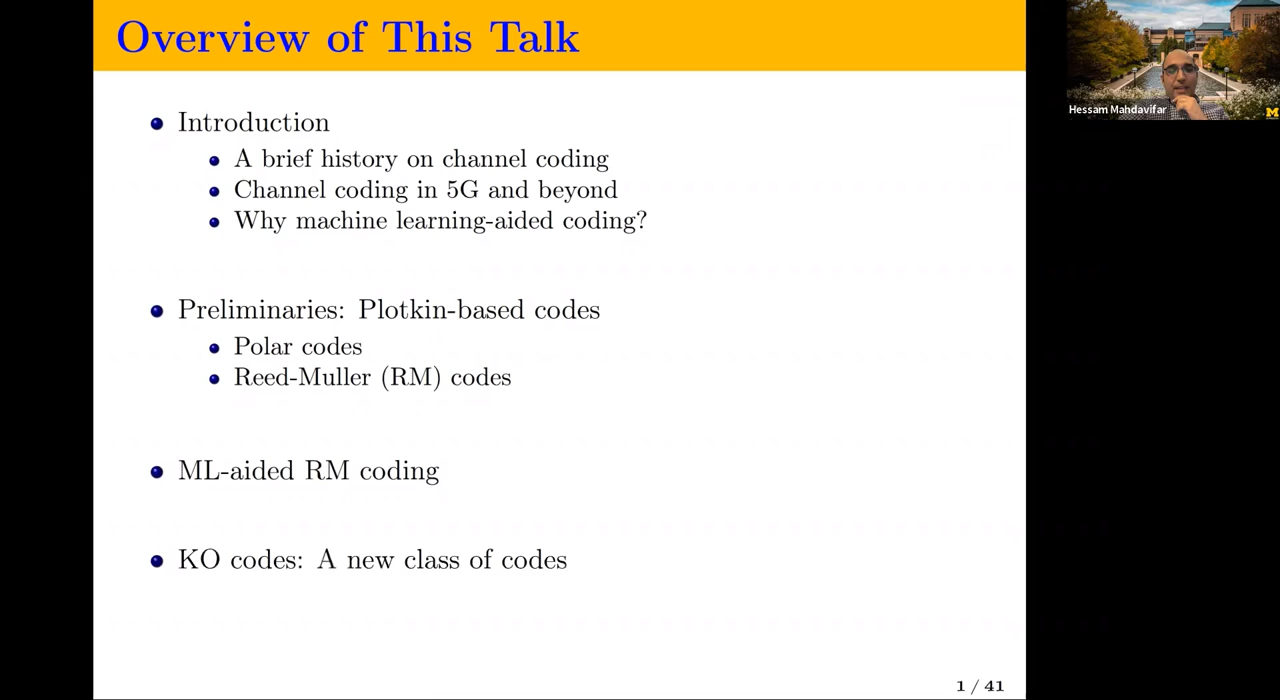 Overview of This Talk
Introduction
A brief history on channel coding
Channel coding in 5G and beyond
Why machine learning-aided coding?
Preliminaries: Plotkin-based codes
Polar codes
Reed-Muller (RM) codes
ML-aided RM coding
KO codes: A new class of codes
1 / 41
Hessam Mahdavifar
M